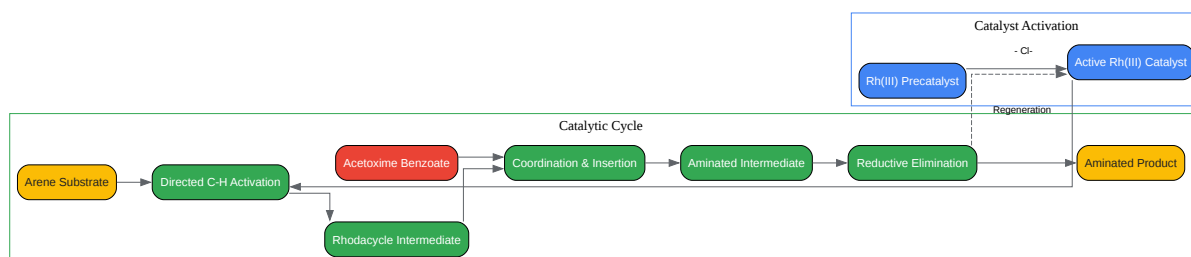 Catalyst Activation
- Cl-
Active Rh(III) Catalyst
Rh(III) Precatalyst
Regeneration
Catalytic Cycle
Acetoxime Benzoate
Coordination & Insertion
Aminated Intermediate
Reductive Elimination
Aminated Product
Arene Substrate
Directed C-H Activation
Rhodacycle Intermediate